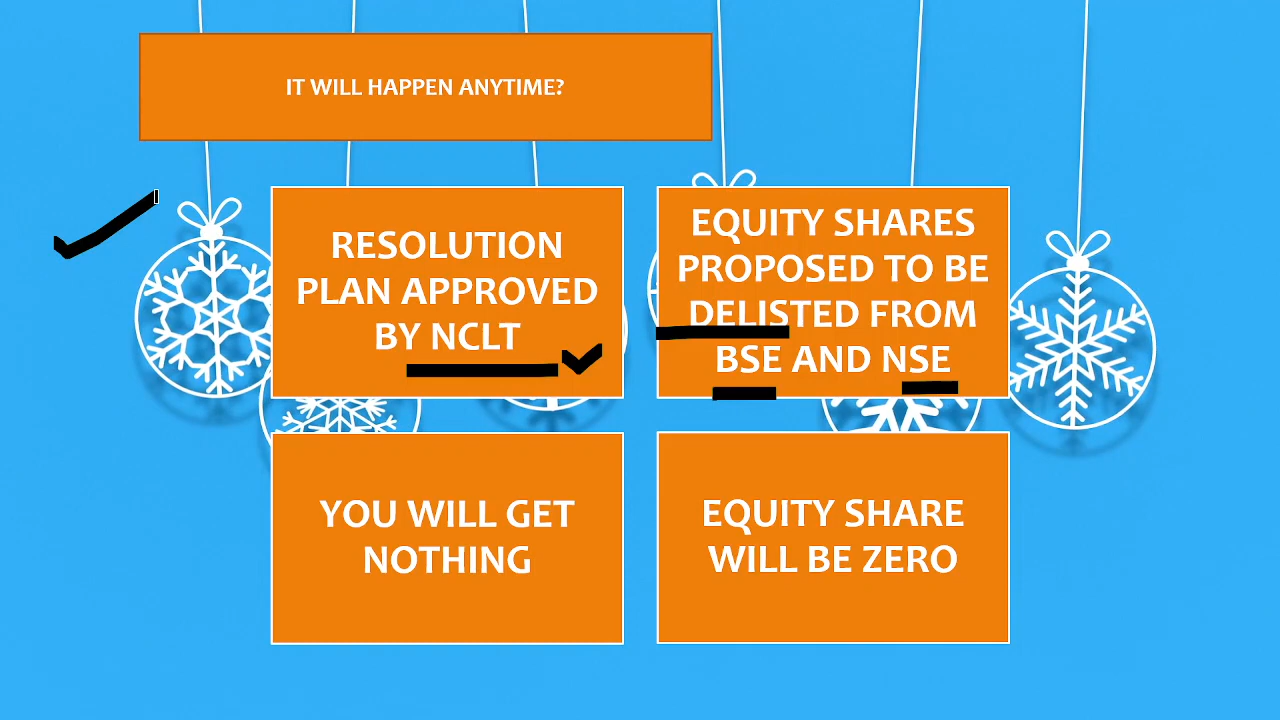 IT WILL HAPPEN ANYTIME?
RESOLUTION
PLAN APPROVED
BY NCLT
EQUITY SHARES
PROPOSED TO BE
DELISTED FROM
BSE AND NSE
YOU WILL GET
NOTHING
EQUITY SHARE
WILL BE ZERO